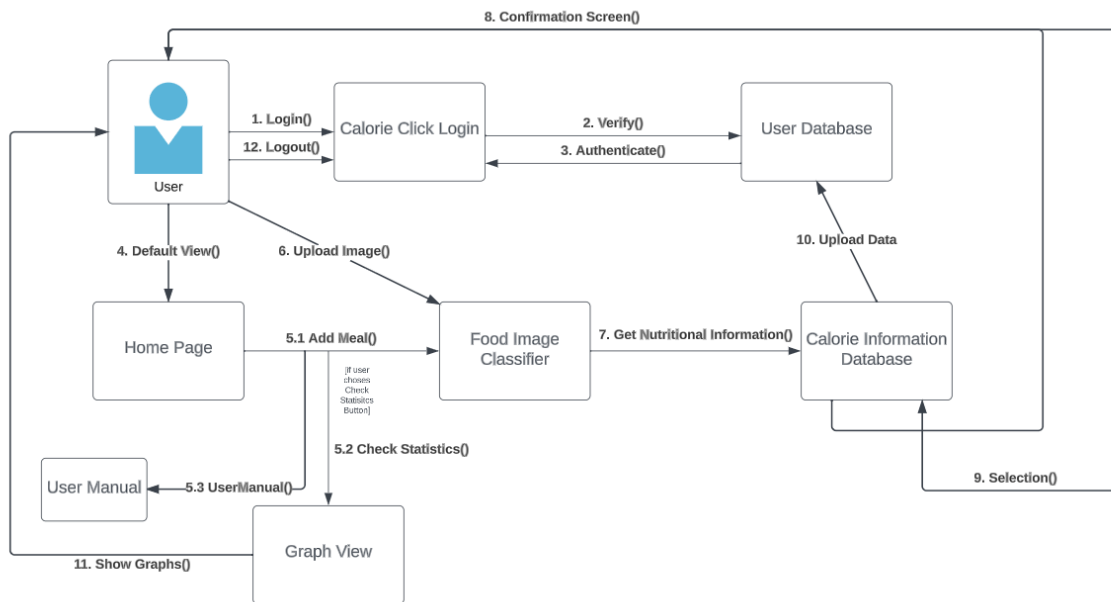 8. Confirmation Screen()
User
1. Login()
12. Logout()
Calorie Click Login
2. Verify()
3. Authenticate()
User Database
4. Default View()
6. Upload Image()
10. Upload Data
Home Page
5.1 Add Meal()
[if user
choses
Check
Statisitcs
Button]
Food Image
Classifier
7. Get Nutritional Information()
Calorie Information
Database
5.2 Check Statistics()
9. Selection()
User Manual
5.3 UserManual()
Graph View
11. Show Graphs()